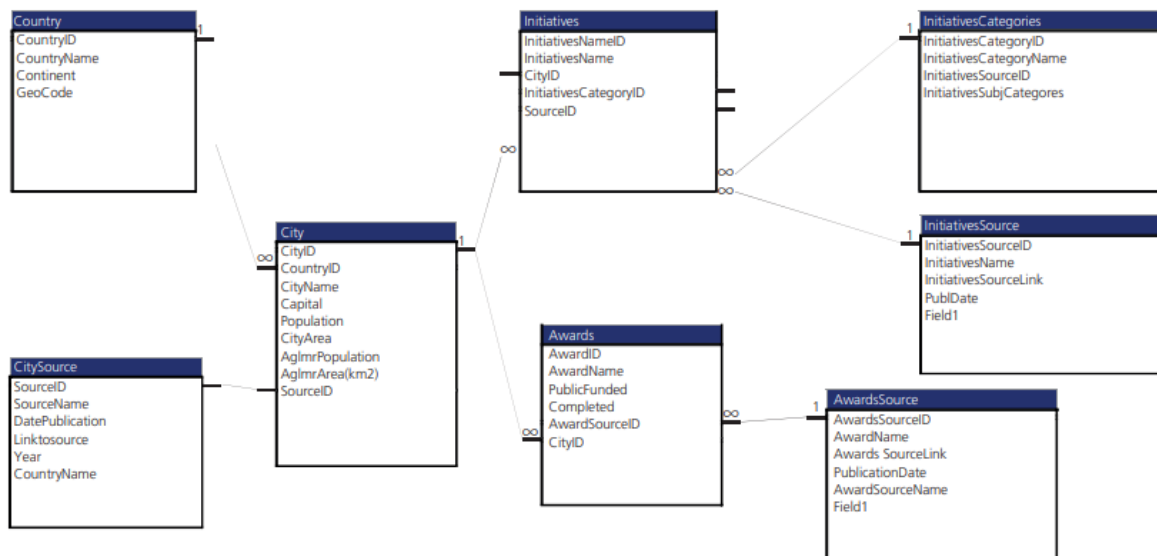 Country
1
CountryID
CountryName
Continent
GeoCode
Initiatives
InitiativesNameID
InitiativesName
CityID
InitiativesCategoryID
SourceID
∞
∞
∞
InitiativesCategories
1
InitiativesCategoryID
InitiativesCategoryName
InitiativesSourceID
InitiativesSubjCategores
InitiativesSource
1
InitiativesSourceID
InitiativesName
InitiativesSourceLink
PublDate
Field1
City
1
∞
CityID
CountryID
CityName
Capital
Population
CityArea
AglmrPopulation
AglmrArea(km2)
SourceID
CitySource
SourceID
SourceName
DatePublication
Linktosource
Year
CountryName
Awards
AwardID
AwardName
PublicFunded
Completed
AwardSourceID
CityID
∞
∞
AwardsSource
1
AwardsSourceID
AwardName
Awards SourceLink
PublicationDate
AwardSourceName
Field1